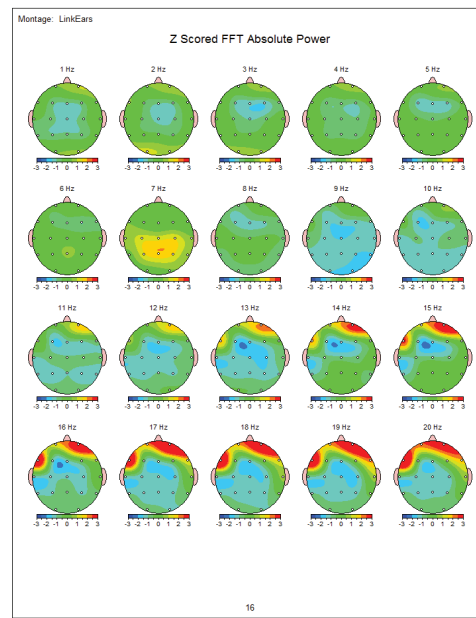 Montage: LinkEars
Z Scored FFT Absolute Power
1 Hz 2 Hz 3 Hz 4 Hz 5 Hz
-3 -2 -1 0 1 2 3 -3 -2 -1 0 1 2 3 -3 -2 -1 0 1 2 3 -3 -2 -1 0 1 2 3 -3 -2 -1 0 1 2 3
6 Hz 7 Hz 8 Hz 9 Hz 10 Hz
-3 -2 -1 0 1 2 3 -3 -2 -1 0 1 2 3 -3 -2 -1 0 1 2 3 -3 -2 -1 0 1 2 3 -3 -2 -1 0 1 2 3
11 Hz 12 Hz 13 Hz 14 Hz 15 Hz
-3 -2 -1 0 1 2 3 -3 -2 -1 0 1 2 3 -3 -2 -1 0 1 2 3 -3 -2 -1 0 1 2 3 -3 -2 -1 0 1 2 3
16 Hz 17 Hz 18 Hz 19 Hz 20 Hz
-3 -2 -1 0 1 2 3 -3 -2 -1 0 1 2 3 -3 -2 -1 0 1 2 3 -3 -2 -1 0 1 2 3 -3 -2 -1 0 1 2 3
16